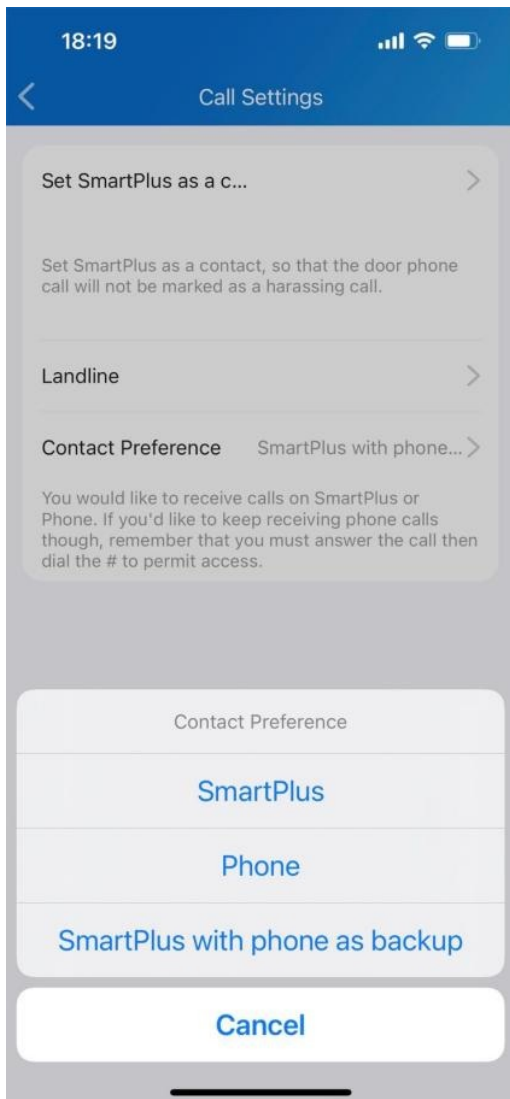 18:19
Call Settings
Set SmartPlus as a c...
Set SmartPlus as a contact, so that the door phone
call will not be marked as a harassing call.
Landline
Contact Preference SmartPlus with phone...
You would like to receive calls on SmartPlus or
Phone. If you'd like to keep receiving phone calls
though, remember that you must answer the call then
dial the # to permit access.
Contact Preference
SmartPlus
Phone
SmartPlus with phone as backup
Cancel